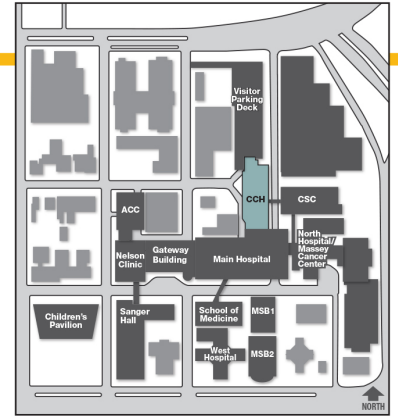 Visitor
Parking
Deck
CCH
CSC
ACC
North
Hospital/
Massey
Cancer
Center
Nelson
Clinic
Gateway
Building
Main Hospital
Children's
Pavilion
Sanger
Hall
School of
Medicine
MSB1
West
Hospital
MSB2
NORTH